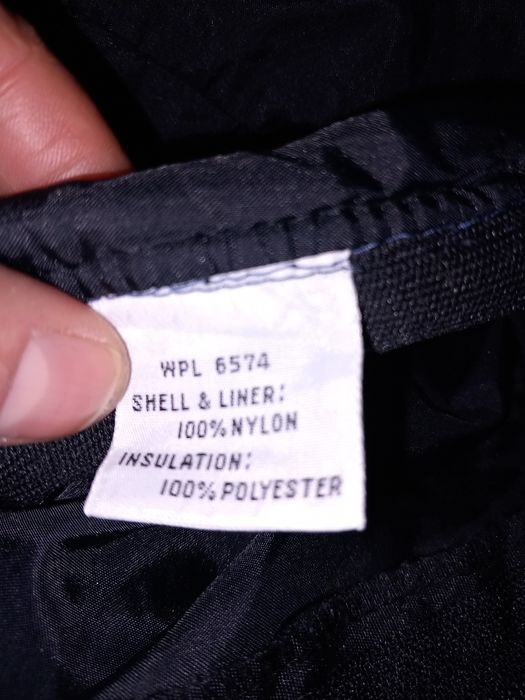 WPL 6574
SHELL & LINER:
100% NYLON
INSULATION:
100% POLYESTER